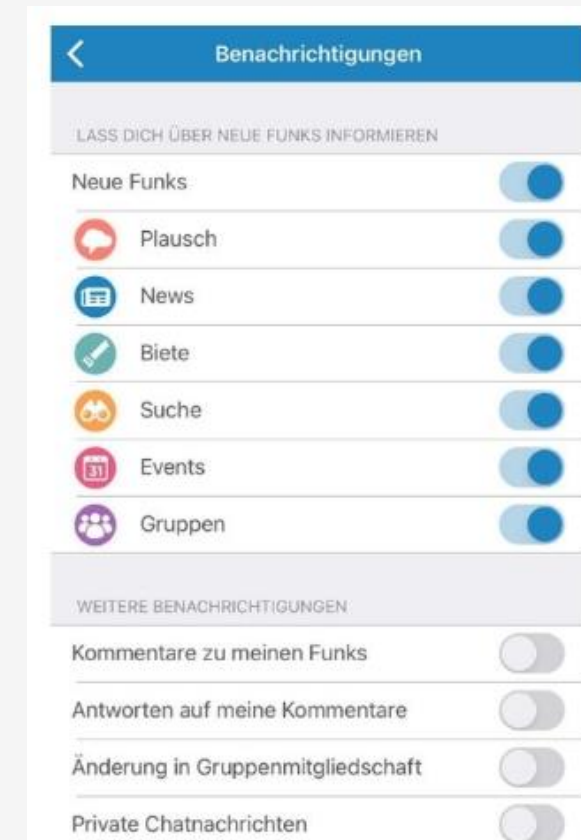 Benachrichtigungen
LASS DICH ÜBER NEUE FUNKS INFORMIEREN
Neue Funks
Plausch
News
Biete
Suche
31
Events
Gruppen
WEITERE BENACHRICHTIGUNGEN
Kommentare zu meinen Funks
Antworten auf meine Kommentare
Änderung in Gruppenmitgliedschaft
Private Chatnachrichten